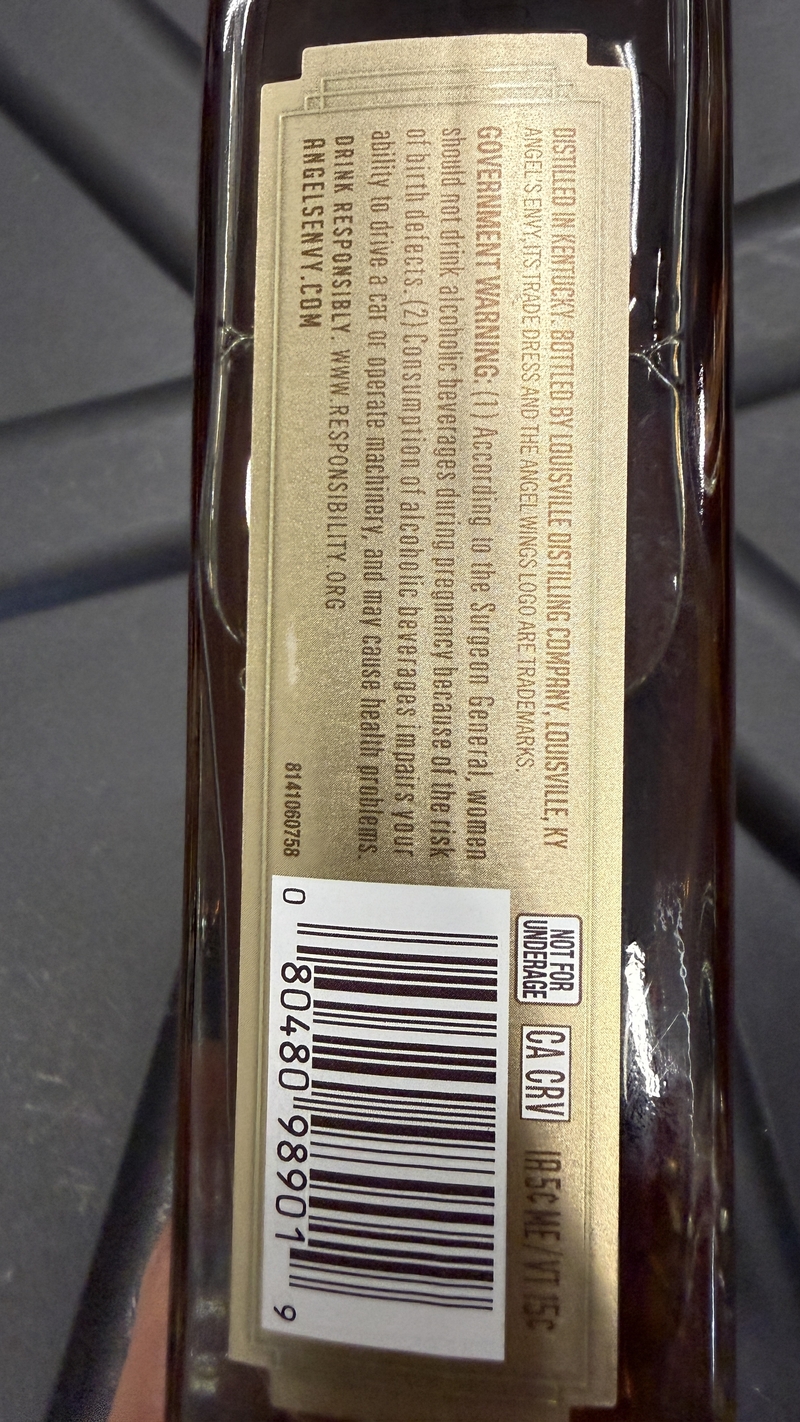 DISTILLED IN KENTUCKY. BOTTLED BY LOUISVILLE DISTILLING COMPANY, LOUISVILLE, KY
ANGEL'S ENVY, ITS TRADE DRESS AND THE ANGEL WINGS LOGO ARE TRADEMARKS.
GOVERNMENT WARNING: (1) According to the Surgeon General, women
should not drink alcoholic beverages during pregnancy because of the risk
of birth defects. (2) Consumption of alcoholic beverages impairs your
ability to drive a car or operate machinery, and may cause health problems.
DRINK RESPONSIBLY. WWW.RESPONSIBILITY.ORG
ANGELSENVY.COM
8141060758
NOT FOR
UNDERAGE
CA CRV
IA 5¢ ME/VT 15¢
0 80480 98901 9